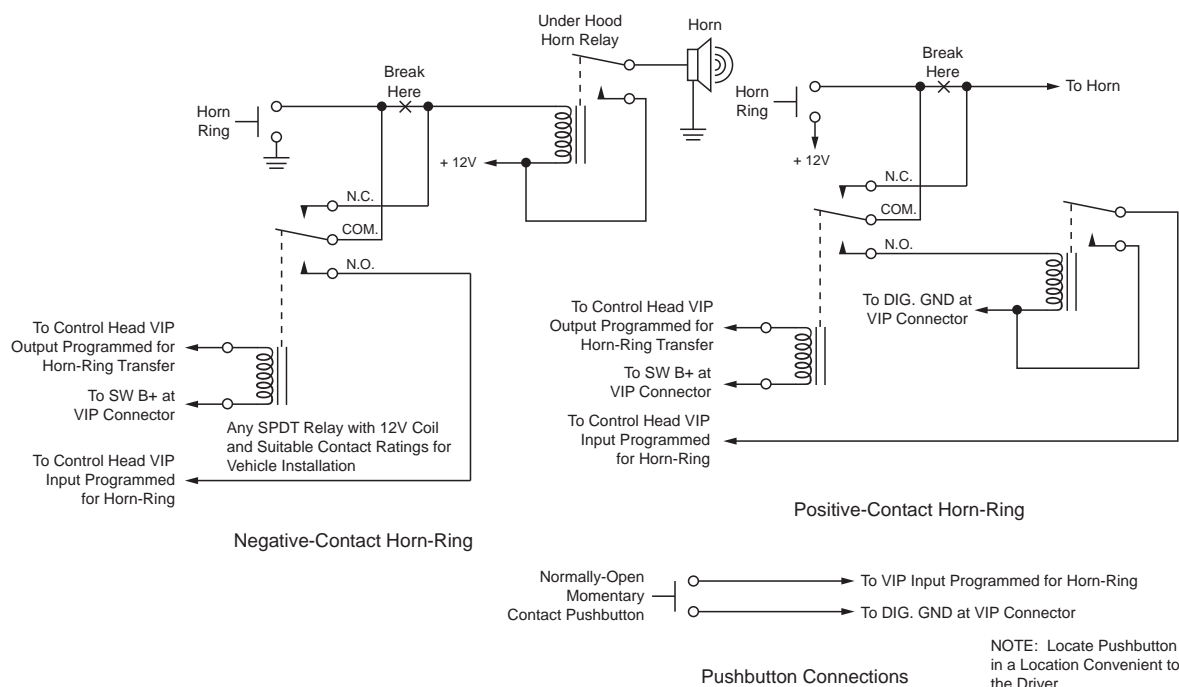 Under Hood
Horn Relay
Horn
Break
Here
Horn
Ring
+ 12V
N.C.
COM.
N.O.
To Control Head VIP
Output Programmed for
Horn-Ring Transfer
To SW B+ at
VIP Connector
Any SPDT Relay with 12V Coil
and Suitable Contact Ratings for
Vehicle Installation
To Control Head VIP
Input Programmed
for Horn-Ring
Negative-Contact Horn-Ring
Break
Here
Horn
Ring
To Horn
+ 12V
N.C.
COM.
N.O.
To DIG. GND at
VIP Connector
To Control Head VIP
Output Programmed for
Horn-Ring Transfer
To SW B+ at
VIP Connector
To Control Head VIP
Input Programmed
for Horn-Ring
Positive-Contact Horn-Ring
Normally-Open
Momentary
Contact Pushbutton
To VIP Input Programmed for Horn-Ring
To DIG. GND at VIP Connector
Pushbutton Connections
NOTE: Locate Pushbutton
in a Location Convenient to
the Driver